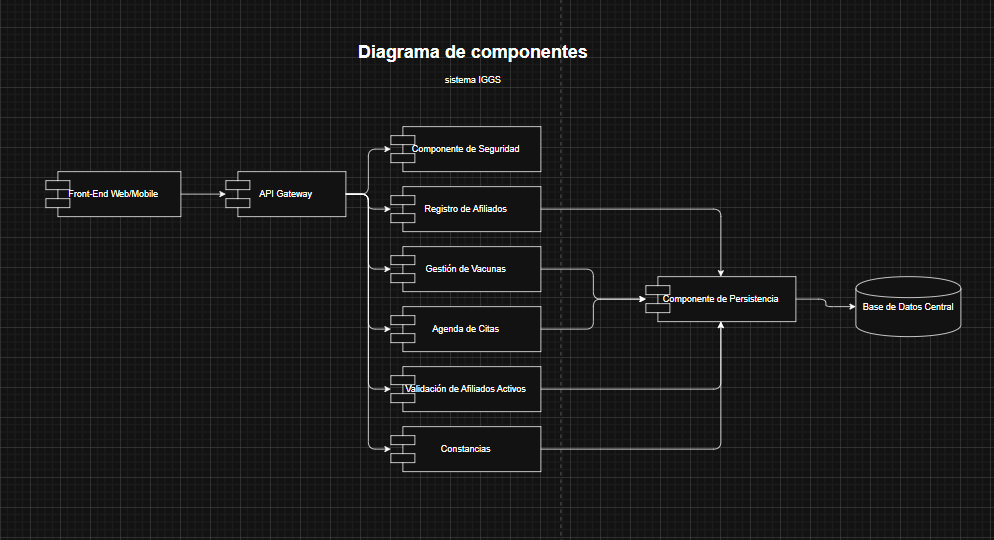 Diagrama de componentes
sistema IGGS
Componente de Seguridad
Front-End Web/Mobile
API Gateway
Registro de Afiliados
Gestión de Vacunas
Componente de Persistencia
Base de Datos Central
Agenda de Citas
Validación de Afiliados Activos
Constancias